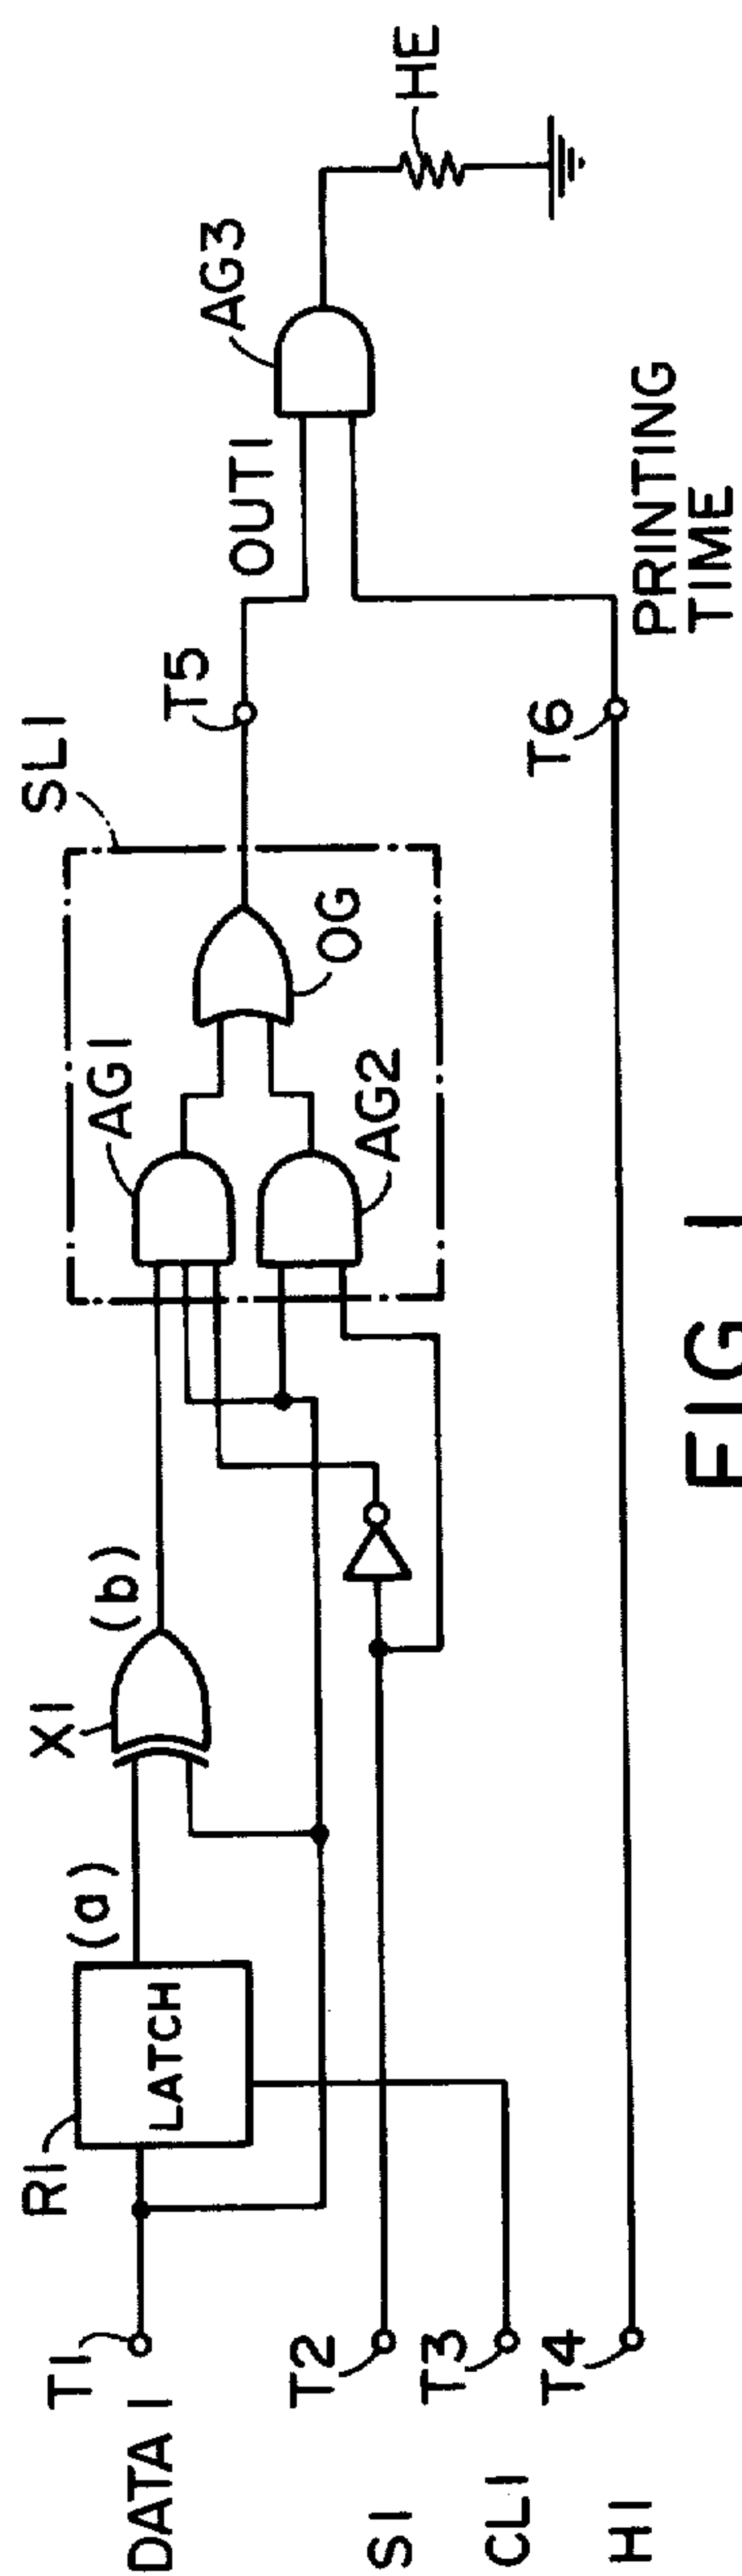 T1
DATA 1
R1
LATCH
(a)
X1
(b)
T2
S1
T3
CL1
T4
H1
SL1
AG1
AG2
OG
T5
OUT1
AG3
HE
T6
PRINTING
TIME
FIG. 1